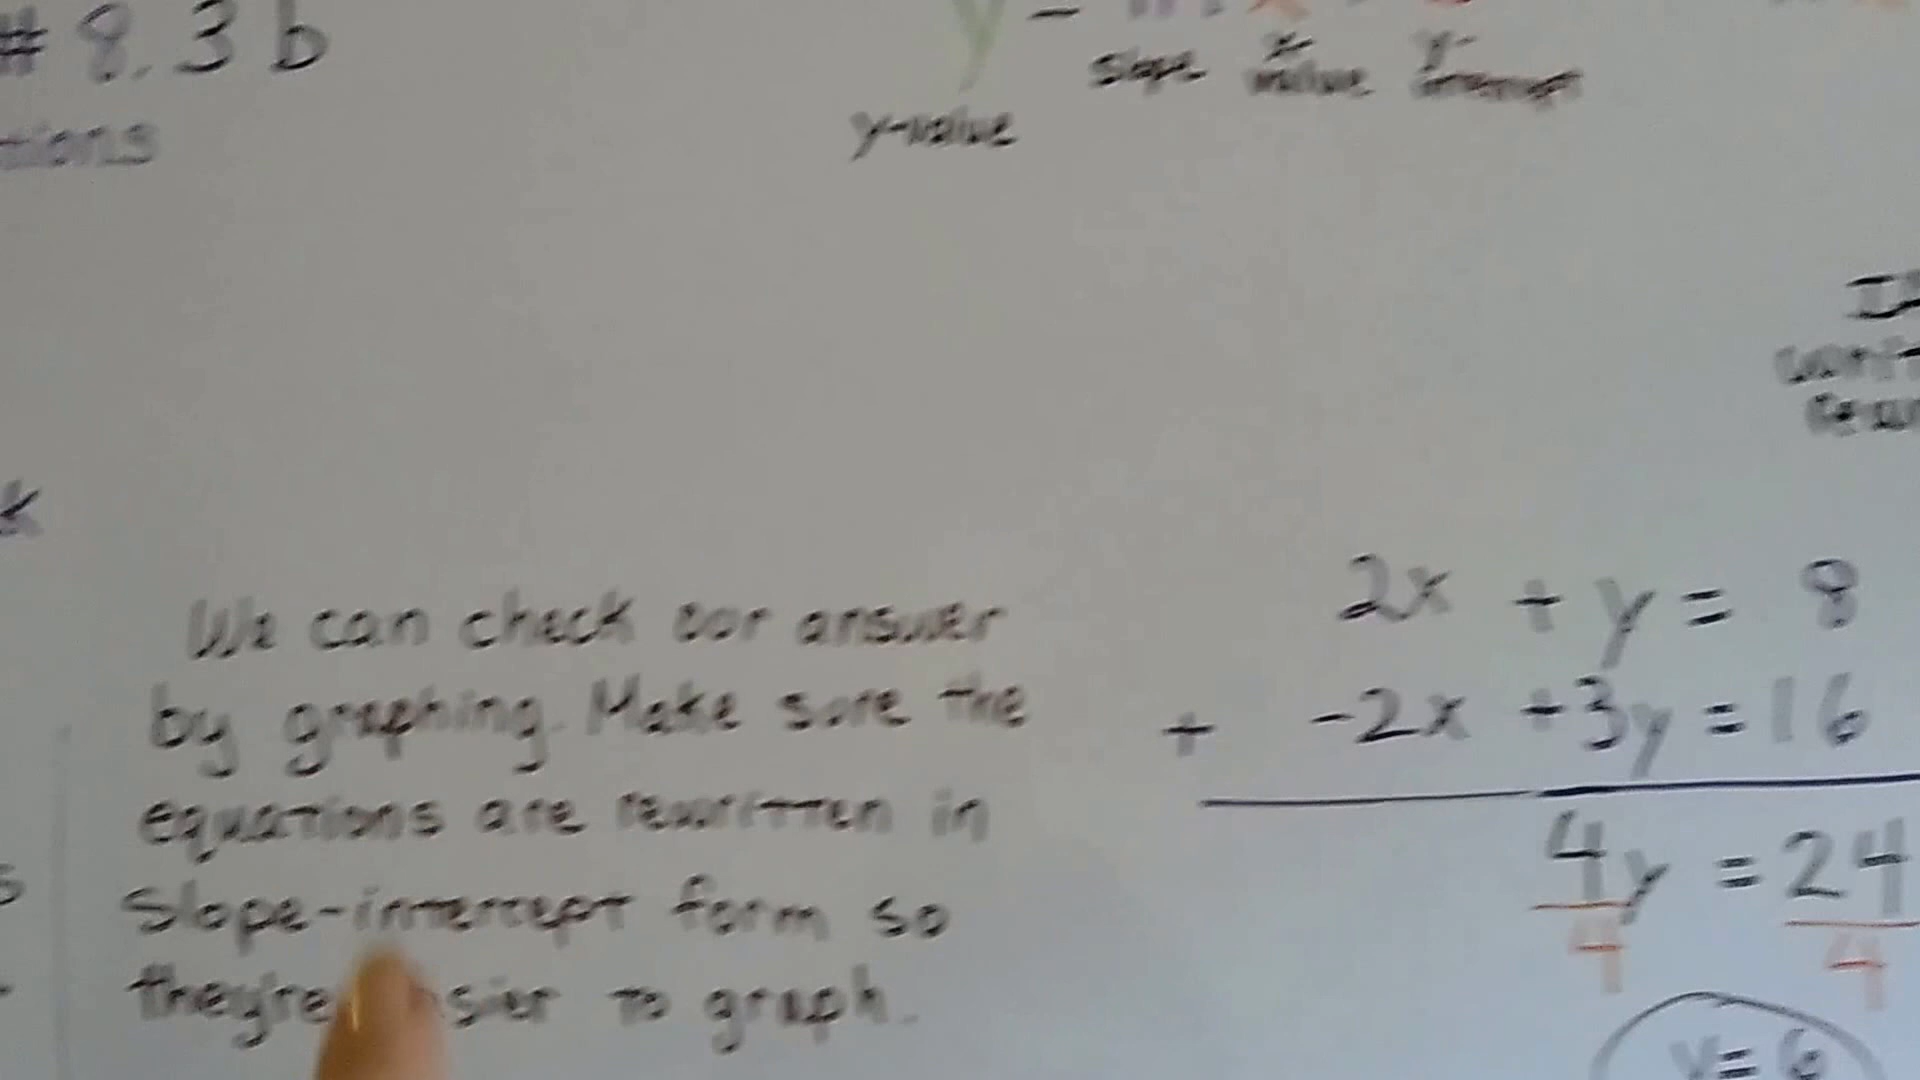 # 8.3b
tions
y =
slope x- value y- intercept
y-value
k
We can check our answer
by graphing. Make sure the
equations are rewritten in
slope-intercept form so
they're easier to graph.
2x + y = 8
+ -2x + 3y = 16
4y = 24
4 4
y = 6